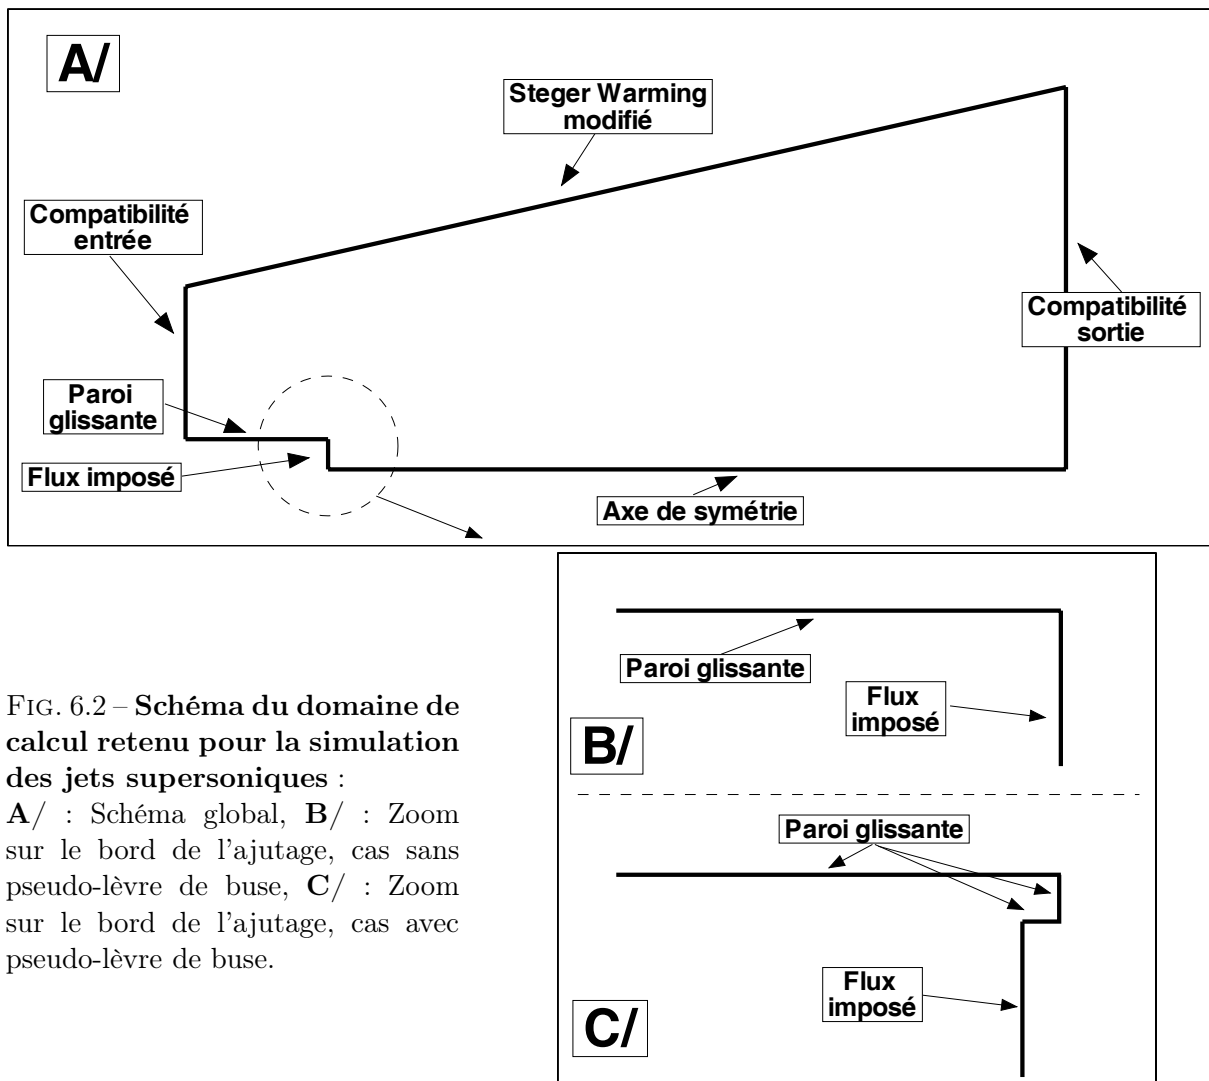 A/
Steger Warming
modifié
Compatibilité
entrée
Compatibilité
sortie
Paroi
glissante
Flux imposé
Axe de symétrie
Paroi glissante
Flux
imposé
B/
Paroi glissante
Flux
imposé
C/
FIG. 6.2 – Schéma du domaine de
calcul retenu pour la simulation
des jets supersoniques :
A/ : Schéma global, B/ : Zoom
sur le bord de l'ajutage, cas sans
pseudo-lèvre de buse, C/ : Zoom
sur le bord de l'ajutage, cas avec
pseudo-lèvre de buse.